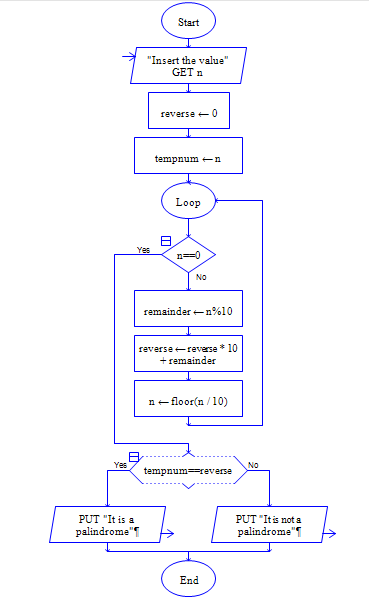 Start
"Insert the value"
GET n
reverse ← 0
tempnum ← n
Loop
Yes
n==0
No
remainder ← n%10
reverse ← reverse * 10
+ remainder
n ← floor(n / 10)
Yes
tempnum==reverse
No
PUT "It is a
palindrome"¶
PUT "It is not a
palindrome"¶
End